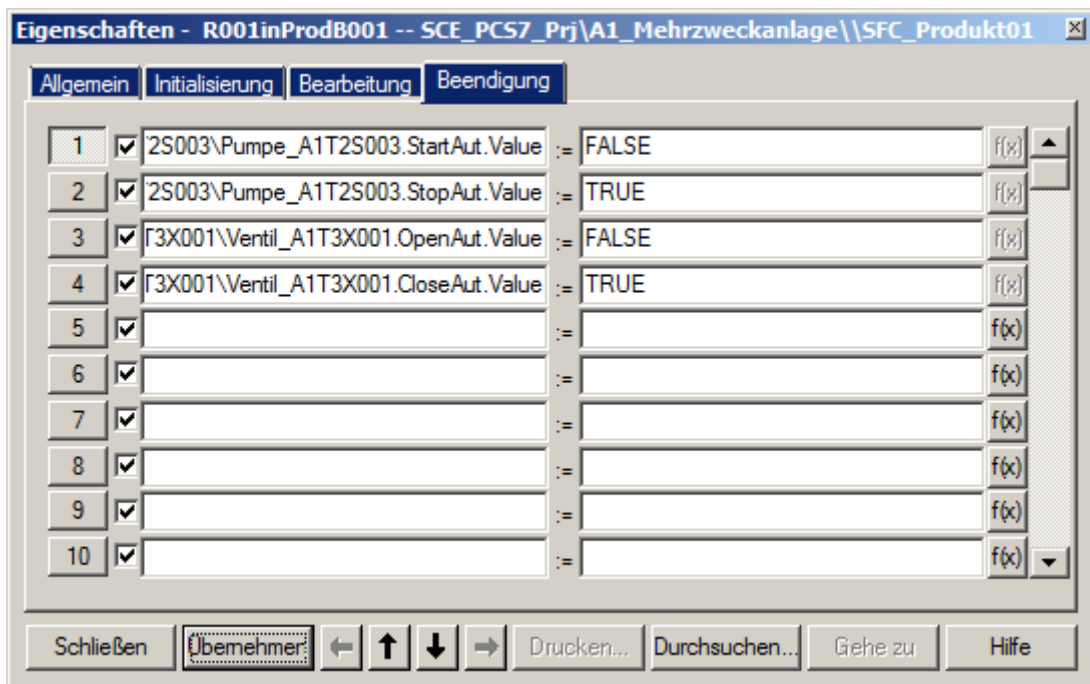 Eigenschaften - R001inProdB001 -- SCE_PCS7_Prj\A1_Mehrzweckanlage\\SFC_Produkt01
Allgemein Initialisierung Bearbeitung Beendigung
1 2S003\Pumpe_A1T2S003.StartAut.Value := FALSE f(x)
2 2S003\Pumpe_A1T2S003.StopAut.Value := TRUE f(x)
3 T3X001\Ventil_A1T3X001.OpenAut.Value := FALSE f(x)
4 T3X001\Ventil_A1T3X001.CloseAut.Value := TRUE f(x)
5 := f(x)
6 := f(x)
7 := f(x)
8 := f(x)
9 := f(x)
10 := f(x)
Schließen Übernehmen Drucken... Durchsuchen... Gehe zu Hilfe